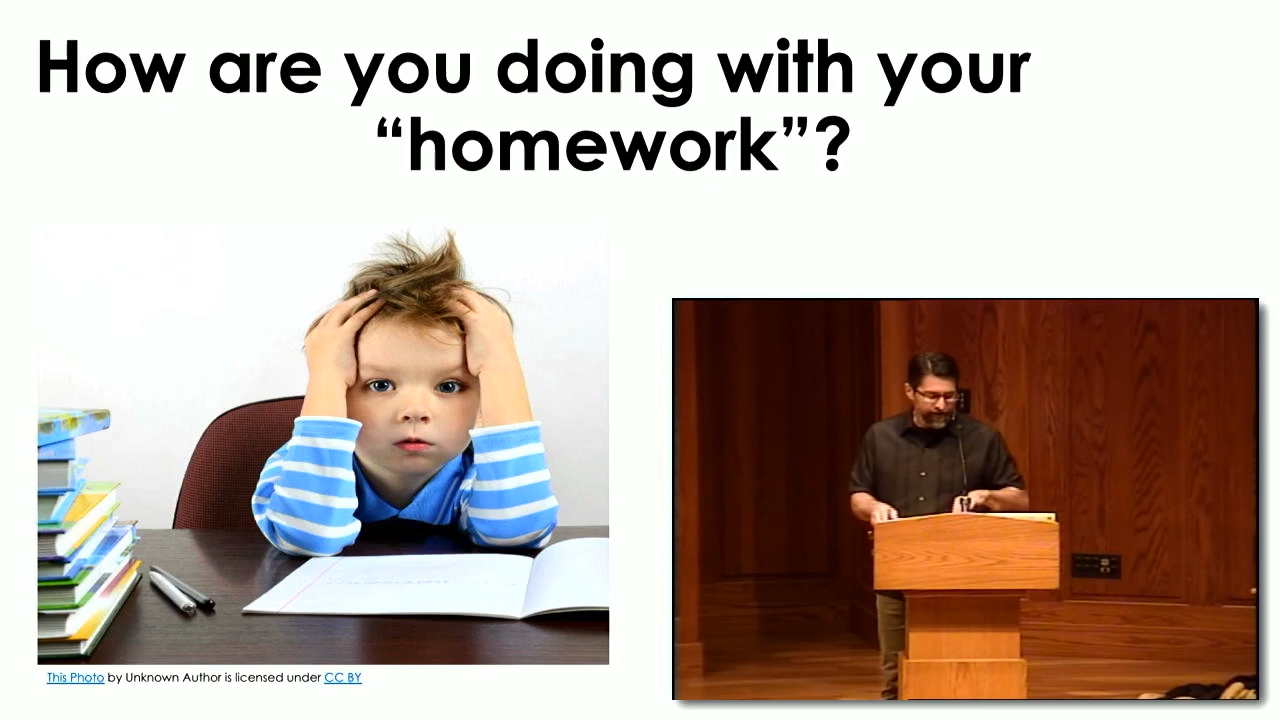 How are you doing with your
“homework”?
This Photo by Unknown Author is licensed under CC BY